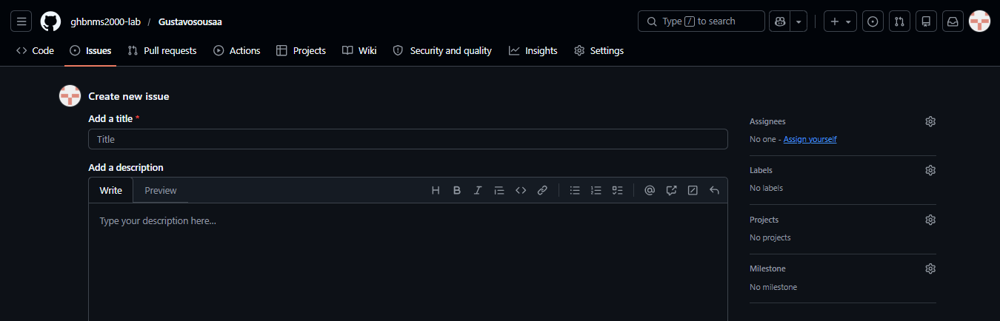 ghbnms2000-lab / Gustavosousaa
Type / to search
Code Issues Pull requests Actions Projects Wiki Security and quality Insights Settings
Create new issue
Add a title *
Title
Add a description
Write Preview
Type your description here...
Assignees
No one - Assign yourself
Labels
No labels
Projects
No projects
Milestone
No milestone